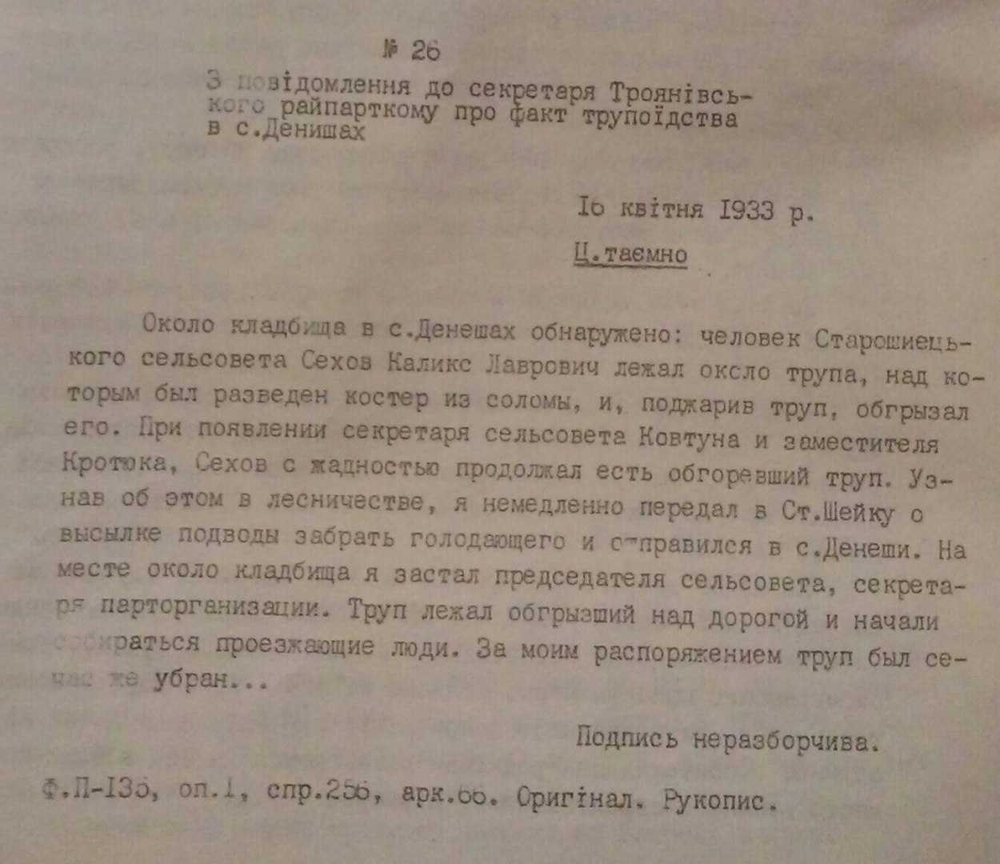 № 26
З повідомлення до секретаря Троянівсь-
кого райпарткому про факт трупоїдства
в с.Денишах
16 квітня 1933 р.
Ц.таємно
Около кладбища в с.Денешах обнаружено: человек Старошиець-
кого сельсовета Сехов Каликс Лаврович лежал около трупа, над ко-
торым был разведен костер из соломы, и, поджарив труп, обгрызал
его. При появлении секретаря сельсовета Ковтуна и заместителя
Кротюка, Сехов с жадностью продолжал есть обгоревший труп. Уз-
нав об этом в лесничестве, я немедленно передал в Ст.Шейку о
высылке подводы забрать голодающего и отправился в с.Денеши. На
месте около кладбища я застал председателя сельсовета, секрета-
ря парторганизации. Труп лежал обгрызший над дорогой и начали
собираться проезжающие люди. За моим распоряжением труп был се-
час же убран...
Подпись неразборчива.
Ф.П-135, оп.1, спр.256, арк.66. Оригінал. Рукопис.